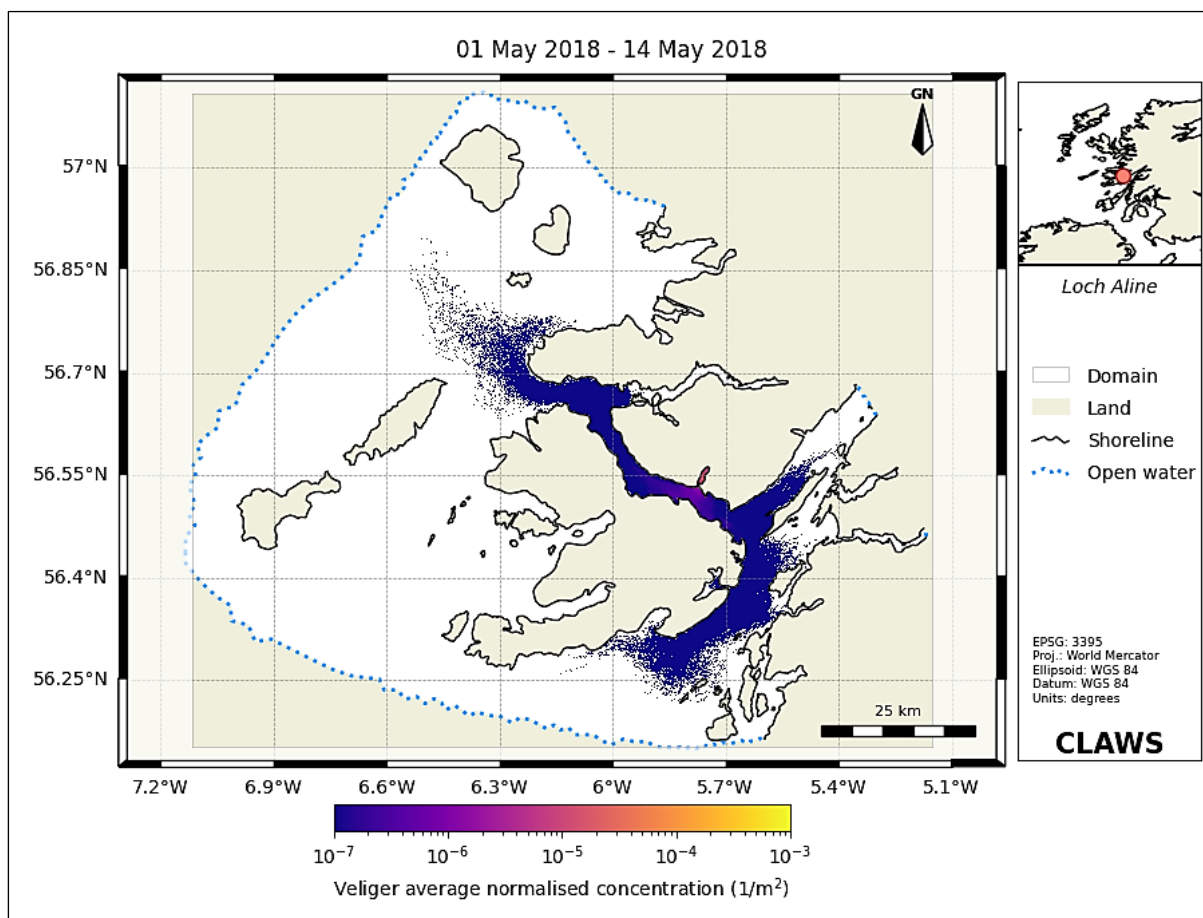 01 May 2018 - 14 May 2018
GN
57°N
56.85°N
56.7°N
56.55°N
56.4°N
56.25°N
7.2°W 6.9°W 6.6°W 6.3°W 6°W 5.7°W 5.4°W 5.1°W
25 km
Loch Aline
Domain
Land
Shoreline
Open water
EPSG: 3395
Proj.: World Mercator
Ellipsoid: WGS 84
Datum: WGS 84
Units: degrees
CLAWS
10⁻⁷ 10⁻⁶ 10⁻⁵ 10⁻⁴ 10⁻³
Veliger average normalised concentration (1/m²)